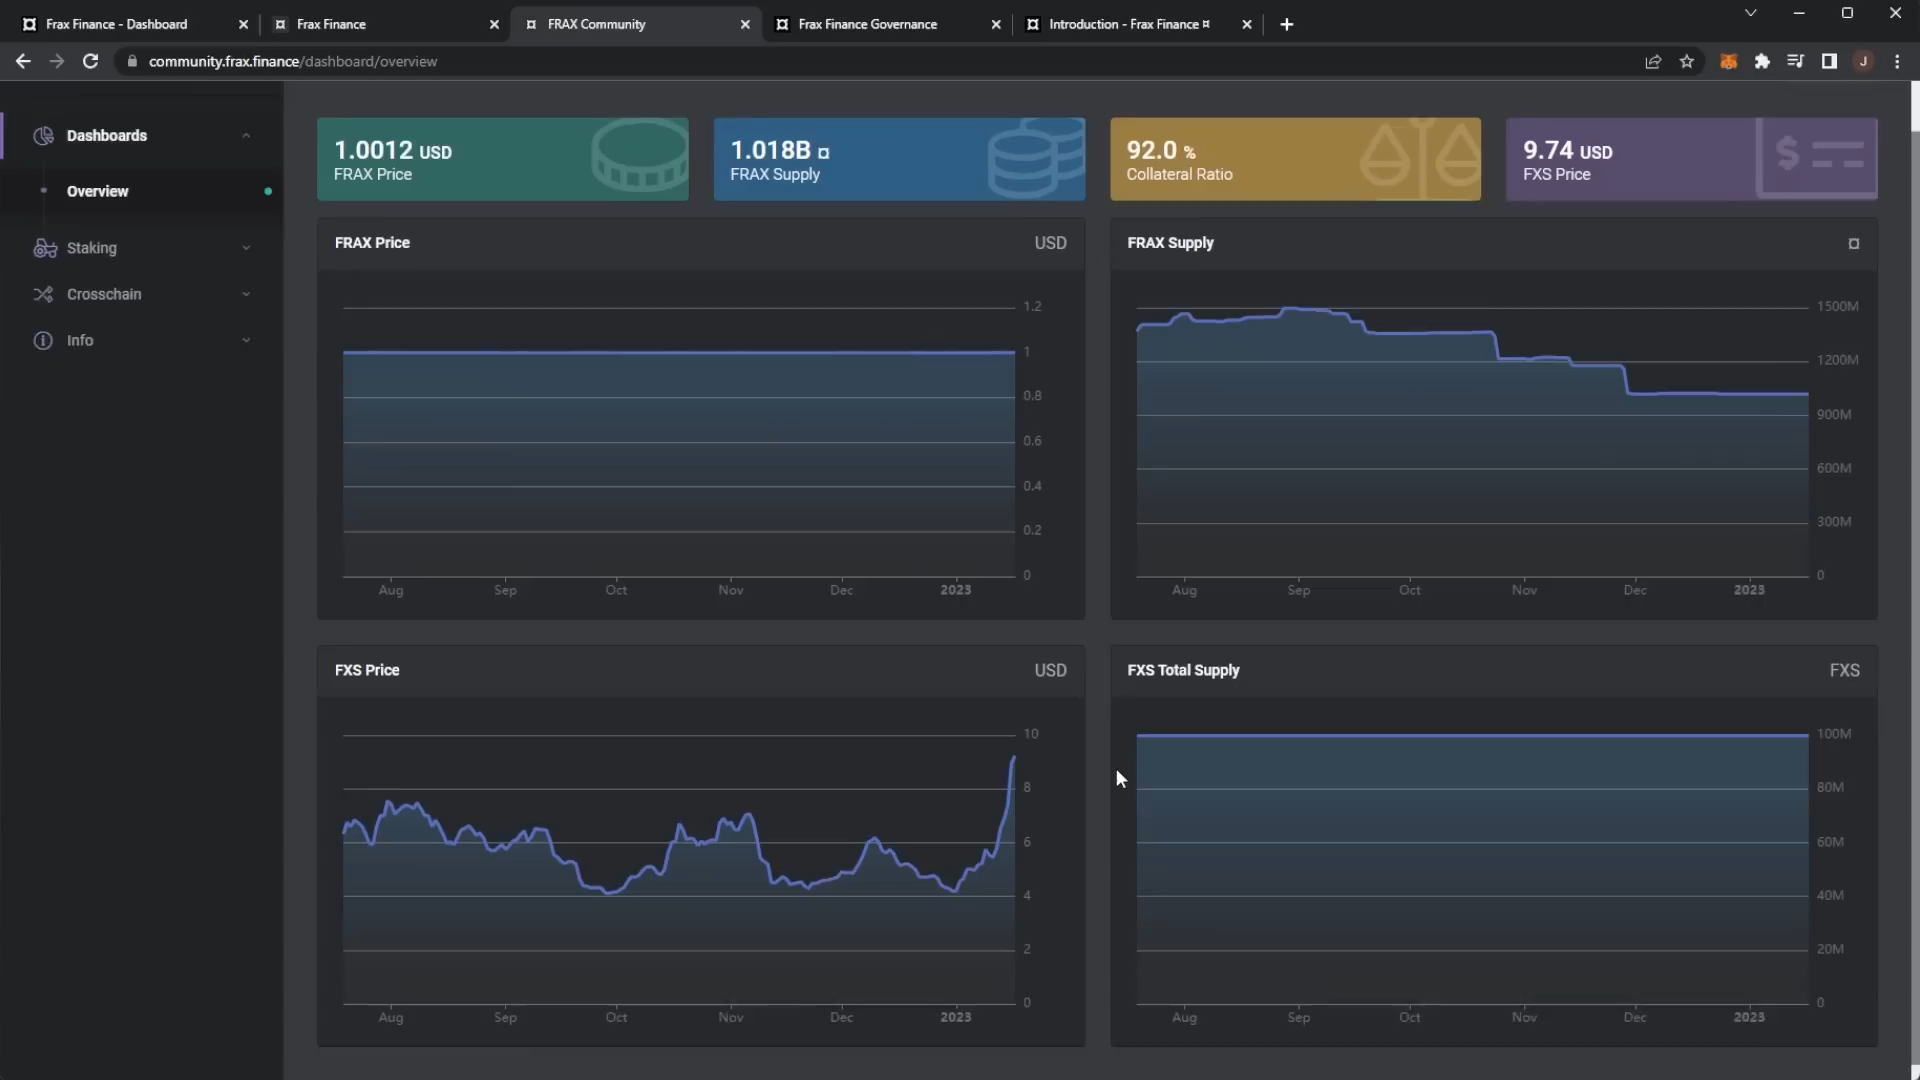 Frax Finance - Dashboard
Frax Finance
FRAX Community
Frax Finance Governance
Introduction - Frax Finance ¤
community.frax.finance/dashboard/overview
J
Dashboards
Overview
Staking
Crosschain
Info
1.0012 USD
FRAX Price
1.018B ¤
FRAX Supply
92.0 %
Collateral Ratio
9.74 USD
FXS Price
$
FRAX Price
USD
1.2
1
0.8
0.6
0.4
0.2
0
Aug Sep Oct Nov Dec 2023
FRAX Supply
¤
1500M
1200M
900M
600M
300M
0
Aug Sep Oct Nov Dec 2023
FXS Price
USD
10
8
6
4
2
0
Aug Sep Oct Nov Dec 2023
FXS Total Supply
FXS
100M
80M
60M
40M
20M
0
Aug Sep Oct Nov Dec 2023